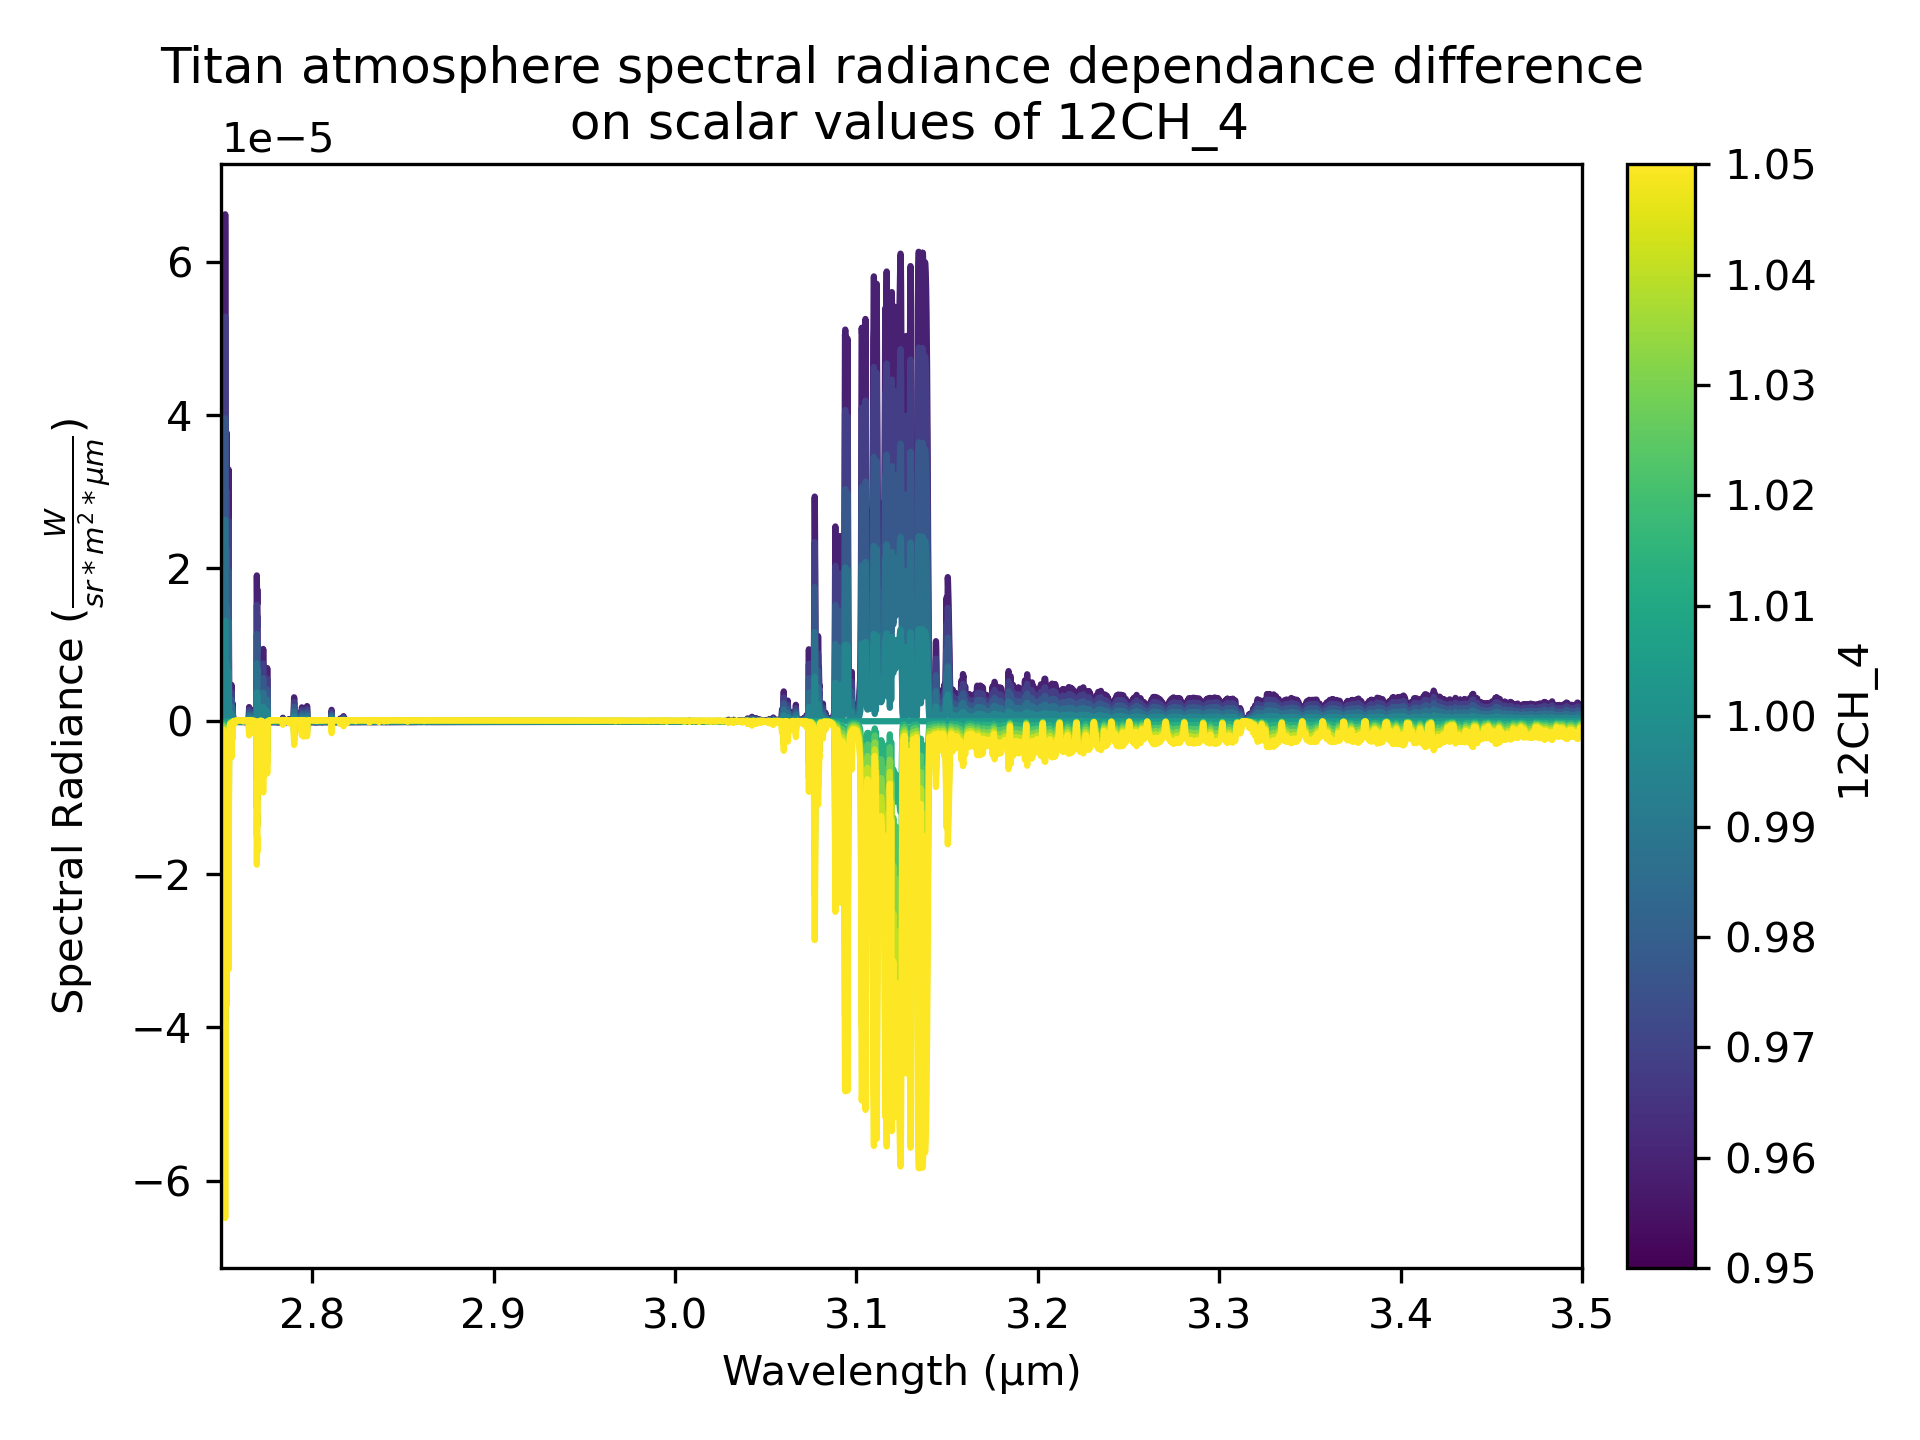 Titan atmosphere spectral radiance dependance difference
on scalar values of 12CH_4
1e−5
6
4
2
0
−2
−4
−6
Spectral Radiance (W/sr*m²*μm)
2.8 2.9 3.0 3.1 3.2 3.3 3.4 3.5
Wavelength (μm)
1.05
1.04
1.03
1.02
1.01
1.00
0.99
0.98
0.97
0.96
0.95
12CH_4